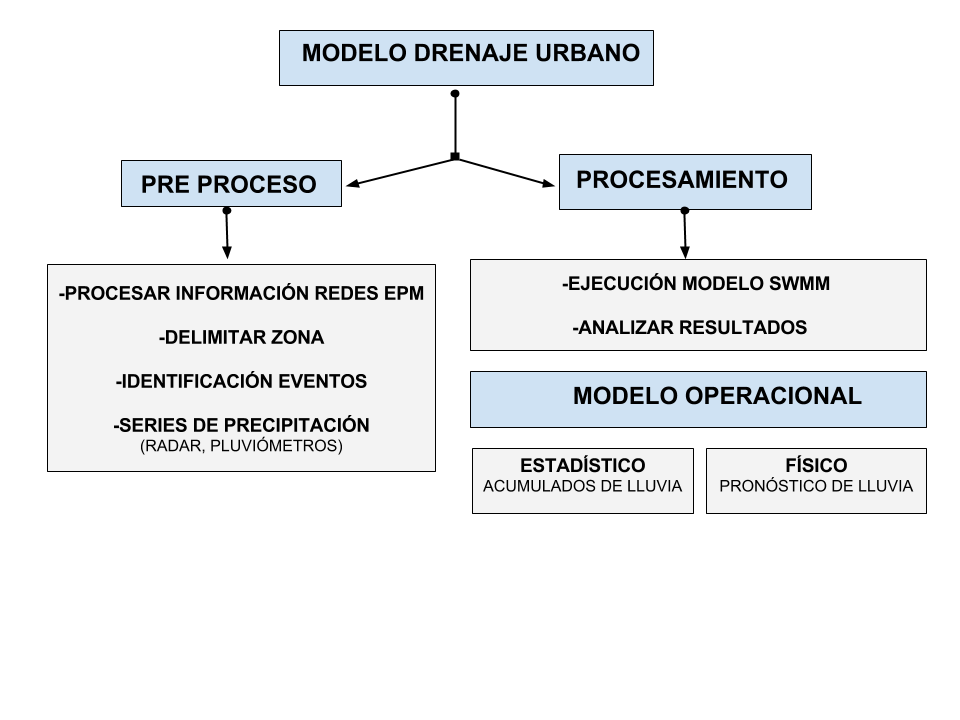 MODELO DRENAJE URBANO
PRE PROCESO
-PROCESAR INFORMACIÓN REDES EPM
-DELIMITAR ZONA
-IDENTIFICACIÓN EVENTOS
-SERIES DE PRECIPITACIÓN
(RADAR, PLUVIÓMETROS)
PROCESAMIENTO
-EJECUCIÓN MODELO SWMM
-ANALIZAR RESULTADOS
MODELO OPERACIONAL
ESTADÍSTICO
ACUMULADOS DE LLUVIA
FÍSICO
PRONÓSTICO DE LLUVIA